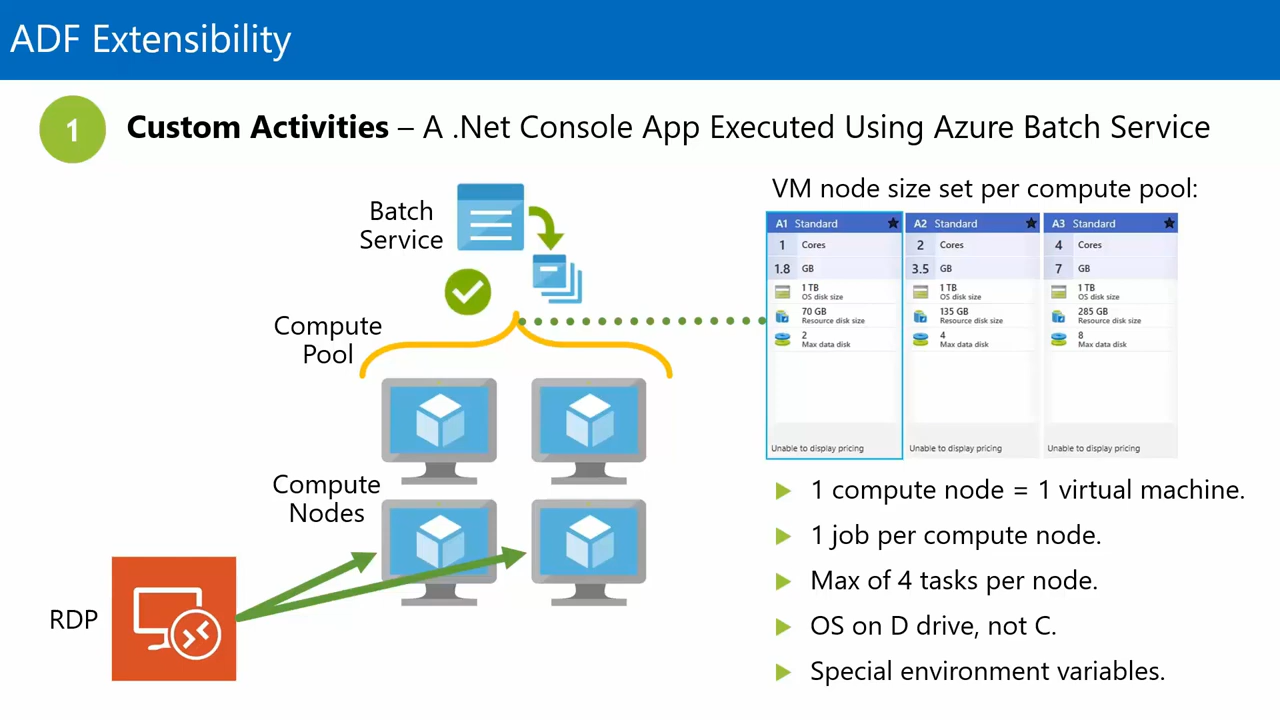 ADF Extensibility
1
Custom Activities – A .Net Console App Executed Using Azure Batch Service
Batch
Service
Compute
Pool
Compute
Nodes
RDP
VM node size set per compute pool:
A1 Standard
1 Cores
1.8 GB
1 TB
OS disk size
70 GB
Resource disk size
2
Max data disk
Unable to display pricing
A2 Standard
2 Cores
3.5 GB
1 TB
OS disk size
135 GB
Resource disk size
4
Max data disk
Unable to display pricing
A3 Standard
4 Cores
7 GB
1 TB
OS disk size
285 GB
Resource disk size
8
Max data disk
Unable to display pricing
1 compute node = 1 virtual machine.
1 job per compute node.
Max of 4 tasks per node.
OS on D drive, not C.
Special environment variables.